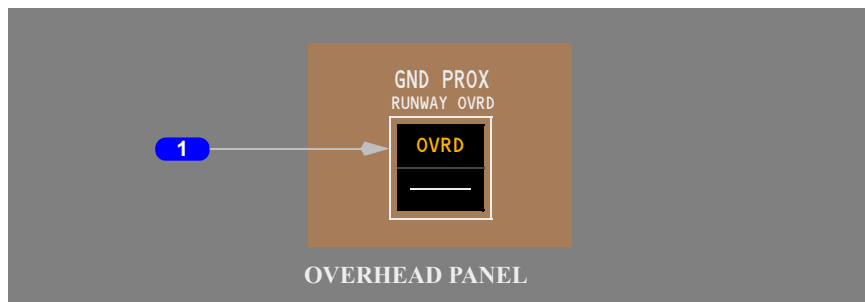 GND PROX
RUNWAY OVRD
1
OVRD
OVERHEAD PANEL